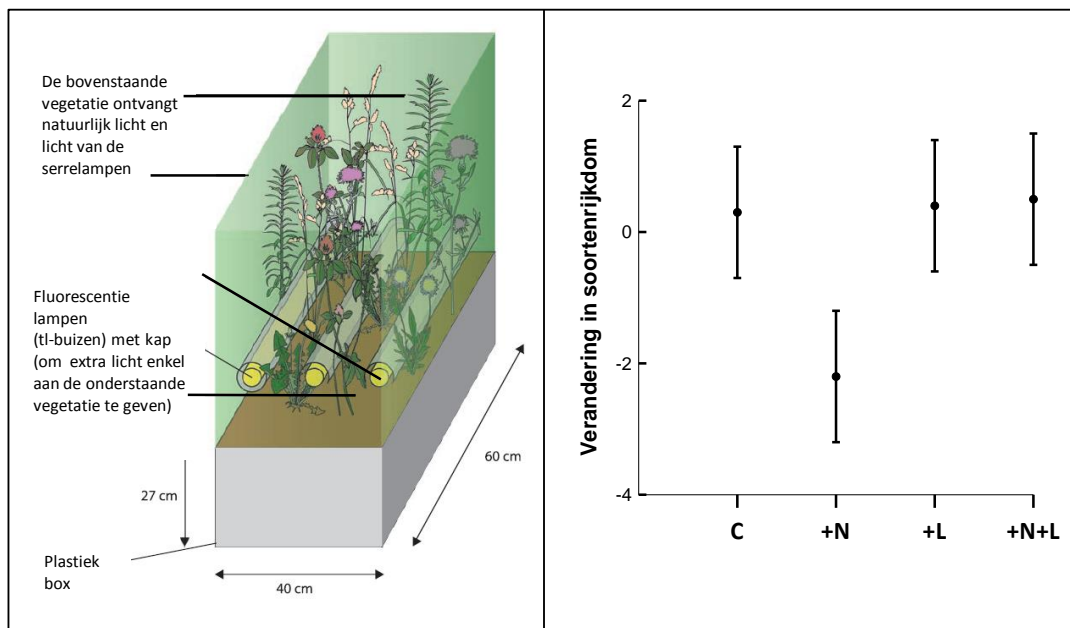 De bovenstaande
vegetatie ontvangt
natuurlijk licht en
licht van de
serrelampen
Fluorescentie
lampen
(tl-buizen) met kap
(om extra licht enkel
aan de onderstaande
vegetatie te geven)
27 cm
60 cm
Plastiek
box
40 cm
Verandering in soortenrijkdom
2
0
-2
-4
C
+N
+L
+N+L